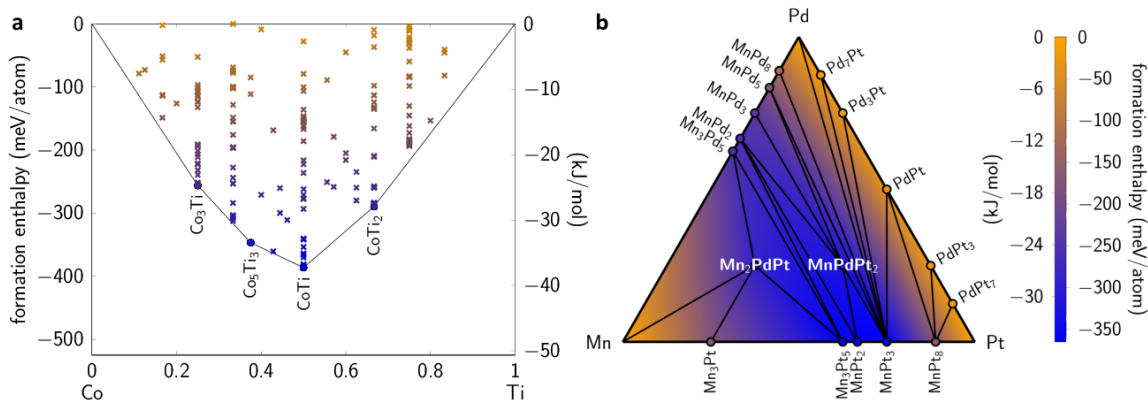 a
0
−100
−200
−300
−400
−500
formation enthalpy (meV/atom)
0
−10
−20
−30
−40
−50
(kJ/mol)
Co₃Ti
Co₅Ti₃
CoTi
CoTi₂
0 0.2 0.4 0.6 0.8 1
Co Ti
b
Pd
MnPd₈
MnPd₅
MnPd₃
MnPd₂
Mn₃Pd₅
Pd₇Pt
Pd₃Pt
PdPt
PdPt₃
PdPt₇
Mn₂PdPt MnPdPt₂
Mn Pt
Mn₃Pt
Mn₃Pt₅
MnPt₂
MnPt₃
MnPt₈
0
−6
−12
−18
−24
−30
(kJ/mol)
0
−50
−100
−150
−200
−250
−300
−350
formation enthalpy (meV/atom)